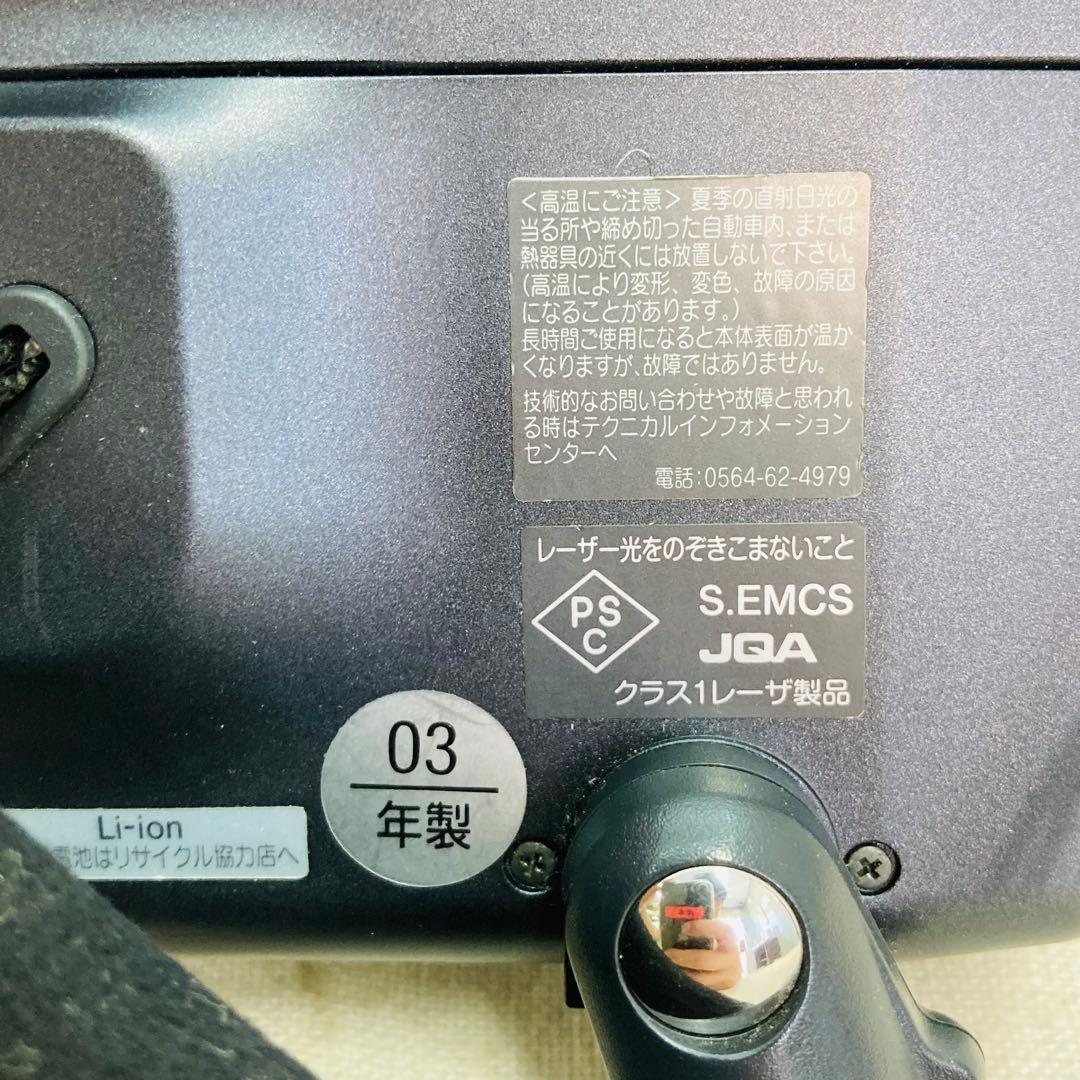 <高温にご注意> 夏季の直射日光の
当る所や締め切った自動車内、または
熱器具の近くには放置しないで下さい。
(高温により変形、変色、故障の原因
になることがあります。)
長時間ご使用になると本体表面が温か
くなりますが、故障ではありません。
技術的なお問い合わせや故障と思われ
る時はテクニカルインフォメーション
センターへ
電話:0564-62-4979
レーザー光をのぞきこまないこと
PS
C
S.EMCS
JQA
クラス1レーザ製品
03
年製
Li-ion
電池はリサイクル協力店へ